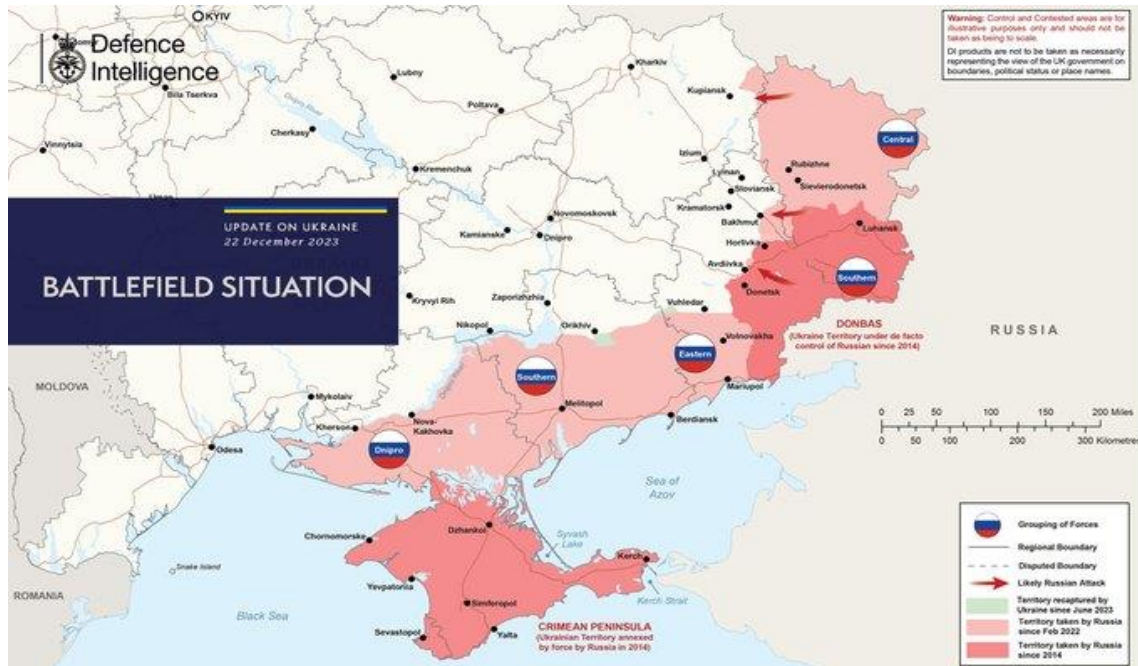 KYIV
Defence
Intelligence
Warning: Control and Contested areas are for
illustrative purposes only and should not be
taken as being to scale.
DI products are not to be taken as necessarily
representing the view of the UK government on
boundaries, political status or place names.
Bila Tserkva
Vinnytsia
Lubny
Kharkiv
Poltava
Dnipro River
Cherkasy
Kremenchuk
Kupiansk
Izium
Lyman
Sloviansk
Kramatorsk
Bakhmut
Horlivka
Avdiivka
Donetsk
Rubizhne
Sievierodonetsk
Luhansk
Central
Southern
UPDATE ON UKRAINE
22 December 2023
BATTLEFIELD SITUATION
Novomoskovsk
Kamianske
Dnipro
Kryvyi Rih
Zaporizhzhia
Nikopol
Orikhiv
Vuhledar
Volnovakha
DONBAS
(Ukraine Territory under de facto
control of Russian since 2014)
RUSSIA
Eastern
Southern
Mariupol
Melitopol
Berdiansk
MOLDOVA
Mykolaiv
Kherson
Nova-
Kakhovka
Odesa
Dnipro
0 25 50 100 150 200 Miles
0 50 100 200 300 Kilometres
Sea of
Azov
Chornomorske
Dzhankoi
Syvash
Lake
Kerch
Kerch Strait
Snake Island
ROMANIA
Black Sea
Yevpatoriia
Simferopol
Sevastopol
Yalta
CRIMEAN PENINSULA
(Ukrainian Territory annexed
by force by Russia in 2014)
Grouping of Forces
Regional Boundary
Disputed Boundary
Likely Russian Attack
Territory recaptured by
Ukraine since June 2023
Territory taken by Russia
since Feb 2022
Territory taken by Russia
since 2014